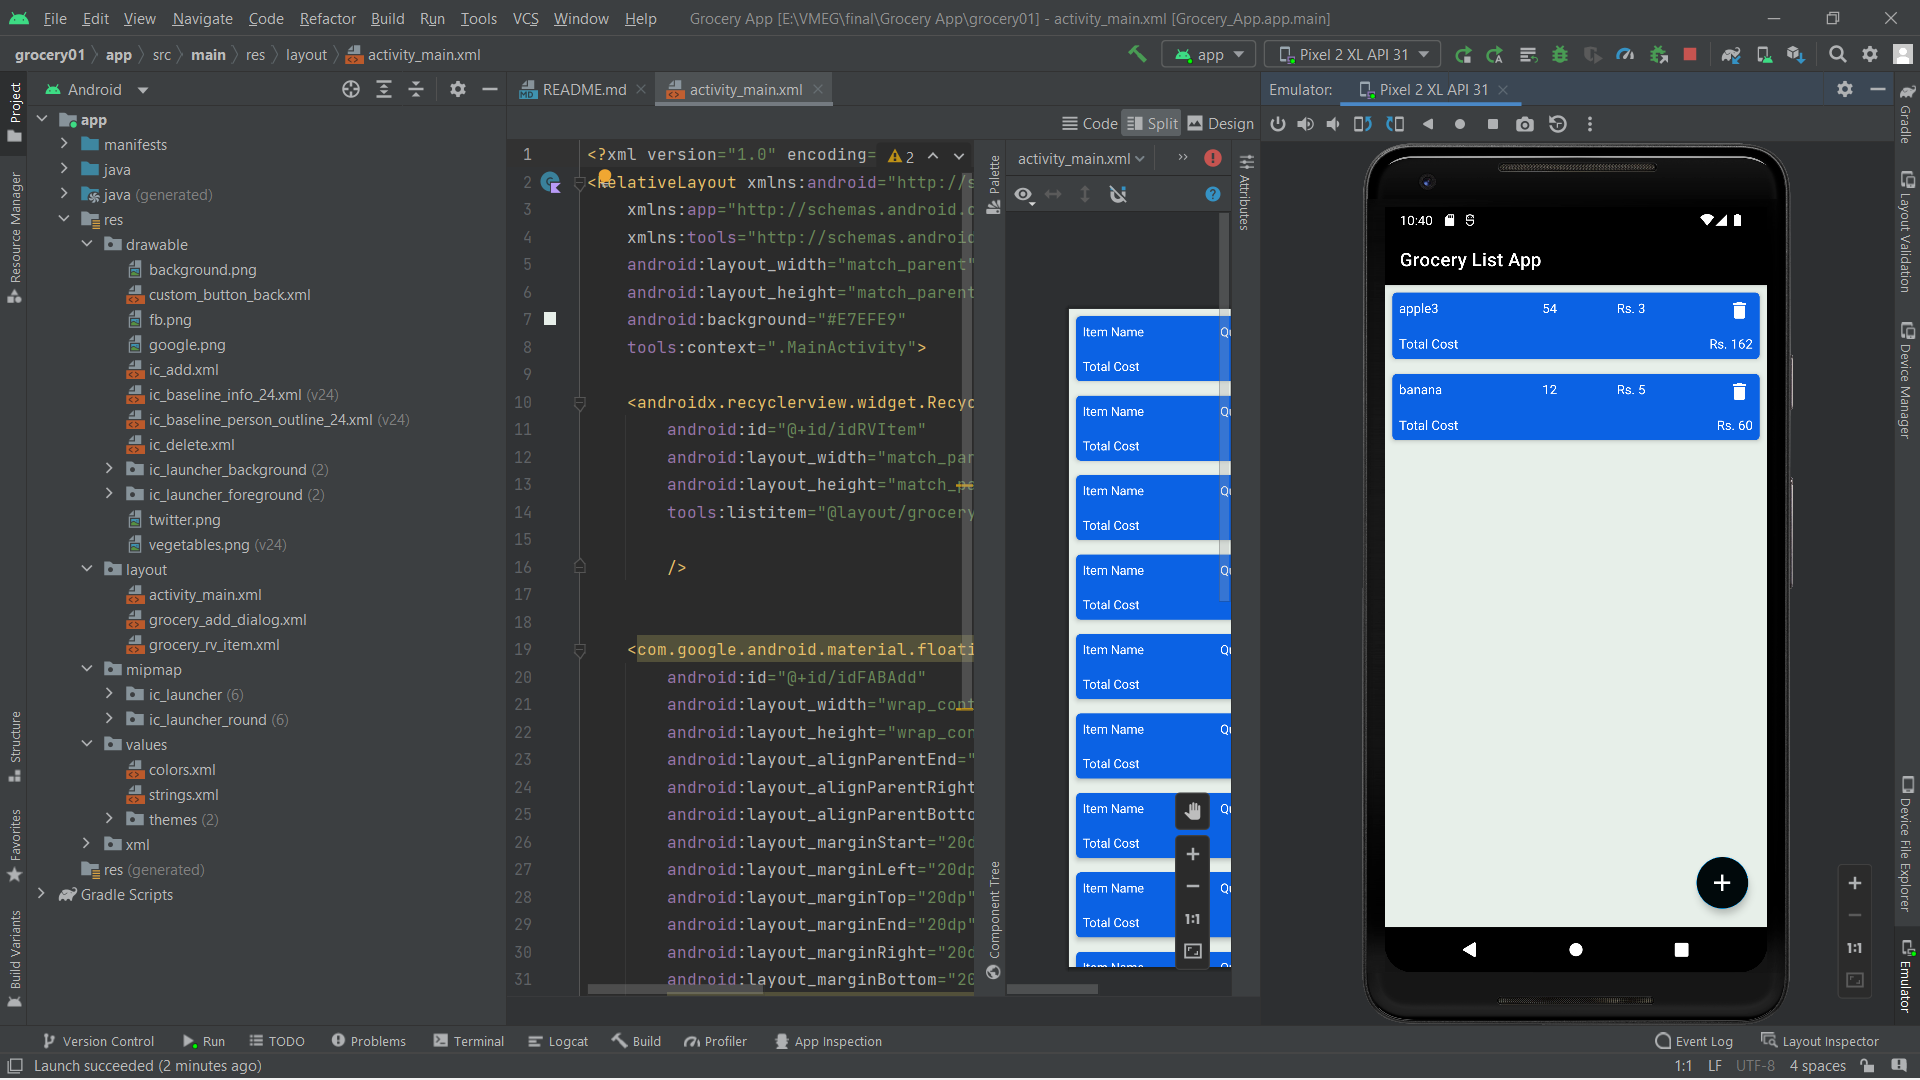 File Edit View Navigate Code Refactor Build Run Tools VCS Window Help Grocery App [E:\VMEG\final\Grocery App\grocery01] - activity_main.xml [Grocery_App.app.main]
grocery01 app src main res layout activity_main.xml app Pixel 2 XL API 31
Project
Resource Manager
Structure
Favorites
Build Variants
Android
app
manifests
java
java (generated)
res
drawable
background.png
custom_button_back.xml
fb.png
google.png
ic_add.xml
ic_baseline_info_24.xml (v24)
ic_baseline_person_outline_24.xml (v24)
ic_delete.xml
ic_launcher_background (2)
ic_launcher_foreground (2)
twitter.png
vegetables.png (v24)
layout
activity_main.xml
grocery_add_dialog.xml
grocery_rv_item.xml
mipmap
ic_launcher (6)
ic_launcher_round (6)
values
colors.xml
strings.xml
themes (2)
xml
res (generated)
Gradle Scripts
README.md activity_main.xml
Code Split Design
2
1 <?xml version="1.0" encoding=
2 <RelativeLayout xmlns:android="http://s
3 xmlns:app="http://schemas.android.c
4 xmlns:tools="http://schemas.android
5 android:layout_width="match_parent"
6 android:layout_height="match_parent
7 android:background="#E7EFE9"
8 tools:context=".MainActivity">
9
10 <androidx.recyclerview.widget.Recyc
11 android:id="@+id/idRVItem"
12 android:layout_width="match_par
13 android:layout_height="match_pa
14 tools:listitem="@layout/grocery
15
16 />
17
18
19 <com.google.android.material.floati
20 android:id="@+id/idFABAdd"
21 android:layout_width="wrap_cont
22 android:layout_height="wrap_con
23 android:layout_alignParentEnd="
24 android:layout_alignParentRight
25 android:layout_alignParentBotto
26 android:layout_marginStart="20d
27 android:layout_marginLeft="20dp
28 android:layout_marginTop="20dp"
29 android:layout_marginEnd="20dp"
30 android:layout_marginRight="20d
31 android:layout_marginBottom="20
Palette
Component Tree
activity_main.xml
Attributes
Item Name Qu
Total Cost
Item Name Qu
Total Cost
Item Name Qu
Total Cost
Item Name Qu
Total Cost
Item Name Qu
Total Cost
Item Name Qu
Total Cost
Item Name Qu
Total Cost
Item Name Qu
Total Cost
Item Name Qu
1:1
Emulator: Pixel 2 XL API 31
10:40
Grocery List App
apple3 54 Rs. 3
Total Cost Rs. 162
banana 12 Rs. 5
Total Cost Rs. 60
1:1
Gradle
Layout Validation
Device Manager
Device File Explorer
Emulator
Version Control Run TODO Problems Terminal Logcat Build Profiler App Inspection Event Log Layout Inspector
Launch succeeded (2 minutes ago) 1:1 LF UTF-8 4 spaces